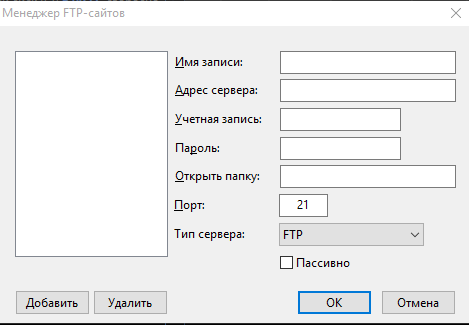 Менеджер FTP-сайтов
Имя записи:
Адрес сервера:
Учетная запись:
Пароль:
Открыть папку:
Порт: 21
Тип сервера: FTP
Пассивно
Добавить Удалить OK Отмена